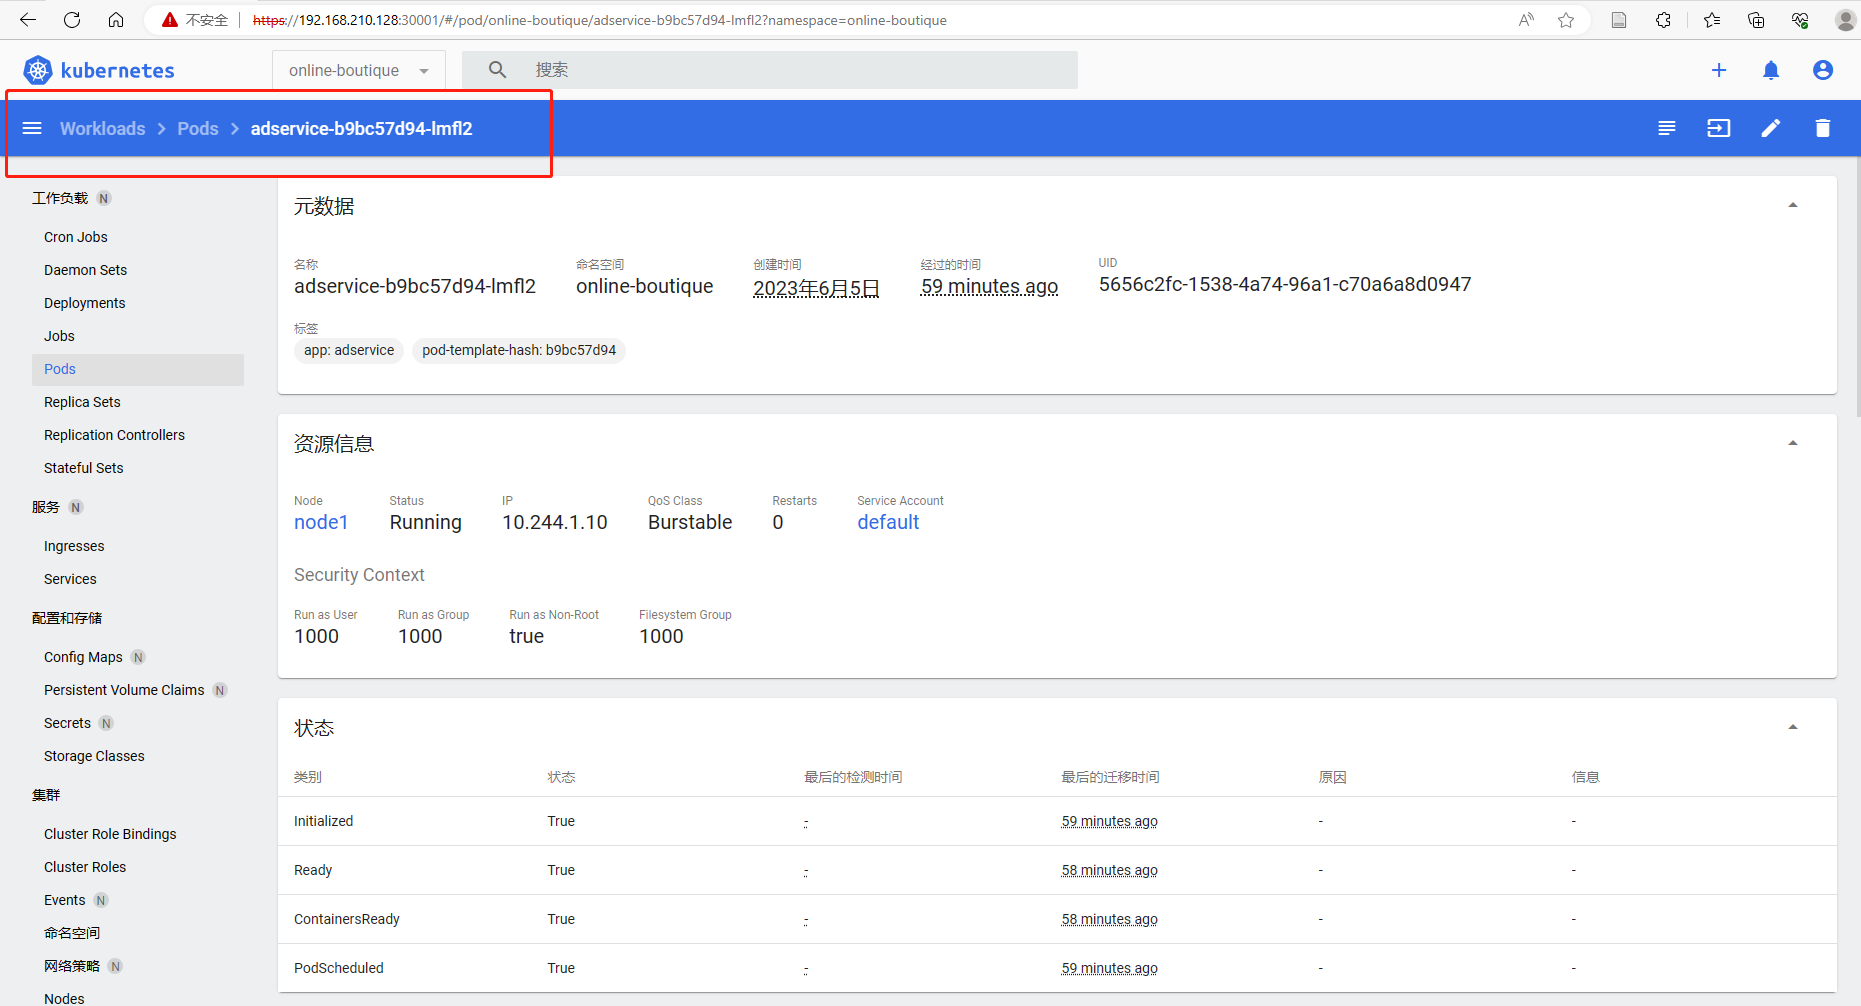 不安全 https://192.168.210.128:30001/#/pod/online-boutique/adservice-b9bc57d94-lmfl2?namespace=online-boutique
kubernetes online-boutique 搜索
Workloads Pods adservice-b9bc57d94-lmfl2
工作负载 N
Cron Jobs
Daemon Sets
Deployments
Jobs
Pods
Replica Sets
Replication Controllers
Stateful Sets
服务 N
Ingresses
Services
配置和存储
Config Maps N
Persistent Volume Claims N
Secrets N
Storage Classes
集群
Cluster Role Bindings
Cluster Roles
Events N
命名空间
网络策略 N
Nodes
元数据
名称 命名空间 创建时间 经过的时间 UID
adservice-b9bc57d94-lmfl2 online-boutique 2023年6月5日 59 minutes ago 5656c2fc-1538-4a74-96a1-c70a6a8d0947
标签
app: adservice pod-template-hash: b9bc57d94
资源信息
Node Status IP QoS Class Restarts Service Account
node1 Running 10.244.1.10 Burstable 0 default
Security Context
Run as User Run as Group Run as Non-Root Filesystem Group
1000 1000 true 1000
状态
类别 状态 最后的检测时间 最后的迁移时间 原因 信息
Initialized True - 59 minutes ago - -
Ready True - 58 minutes ago - -
ContainersReady True - 58 minutes ago - -
PodScheduled True - 59 minutes ago - -